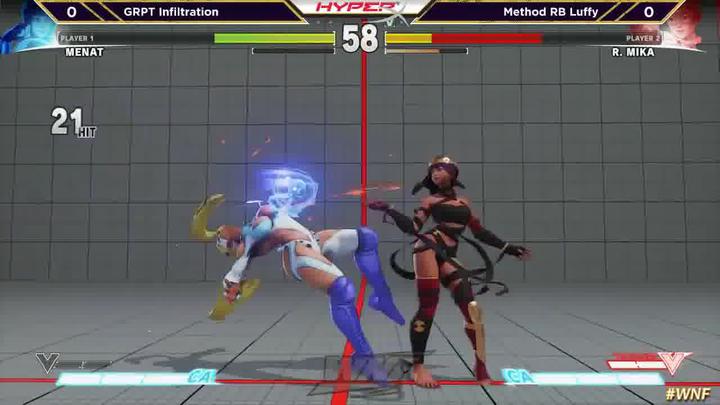 0 GRPT Infiltration HYPER Method RB Luffy 0
PLAYER 1 58 PLAYER 2
MENAT R. MIKA
21 HIT
V V
CA CA
#WNF